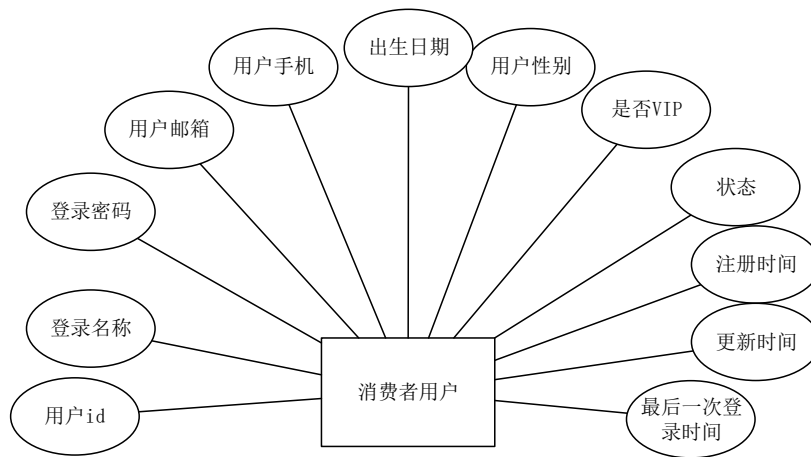 出生日期
用户手机
用户性别
是否VIP
用户邮箱
状态
登录密码
注册时间
登录名称
更新时间
消费者用户
用户id
最后一次登
录时间